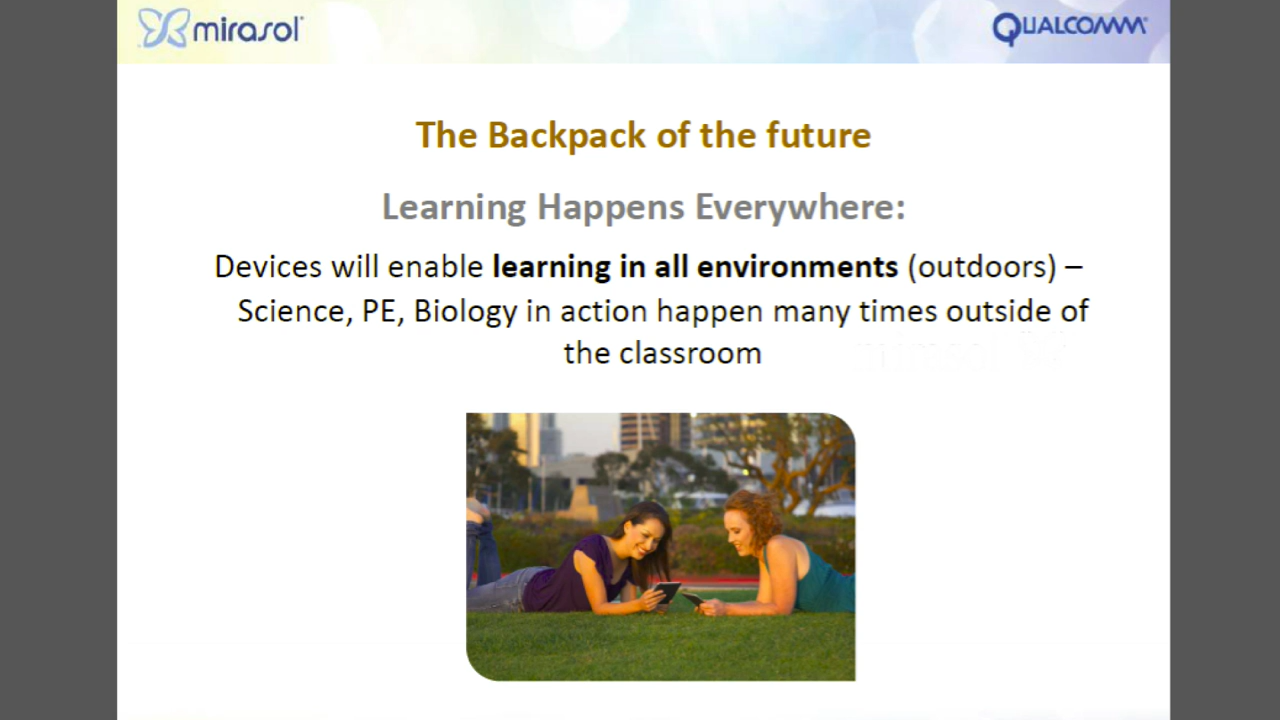 mirasol
QUALCOMM
The Backpack of the future
Learning Happens Everywhere:
Devices will enable learning in all environments (outdoors) –
Science, PE, Biology in action happen many times outside of
the classroom